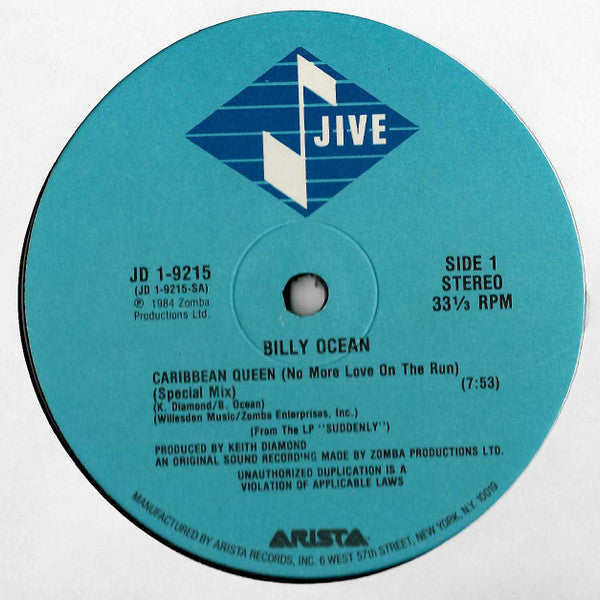 JIVE
JD 1-9215
(JD 1-9215-SA)
℗ 1984 Zomba
Productions Ltd.
SIDE 1
STEREO
33⅓ RPM
BILLY OCEAN
CARIBBEAN QUEEN (No More Love On The Run)
(Special Mix) (7:53)
(K. Diamond/B. Ocean)
(Willesden Music/Zomba Enterprises, Inc.)
(From The LP "SUDDENLY")
PRODUCED BY KEITH DIAMOND
AN ORIGINAL SOUND RECORDING MADE BY ZOMBA PRODUCTIONS LTD.
UNAUTHORIZED DUPLICATION IS A
VIOLATION OF APPLICABLE LAWS
ARISTA
MANUFACTURED BY ARISTA RECORDS, INC. 6 WEST 57th STREET, NEW YORK, N.Y. 10019